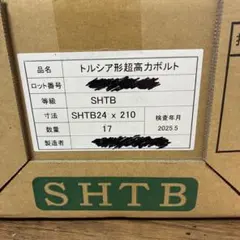 品名 トルシア形超高力ボルト
ロット番号
等級 SHTB
寸法 SHTB24 x 210 検査年月
数量 17 2025.5
製造者
SHTB